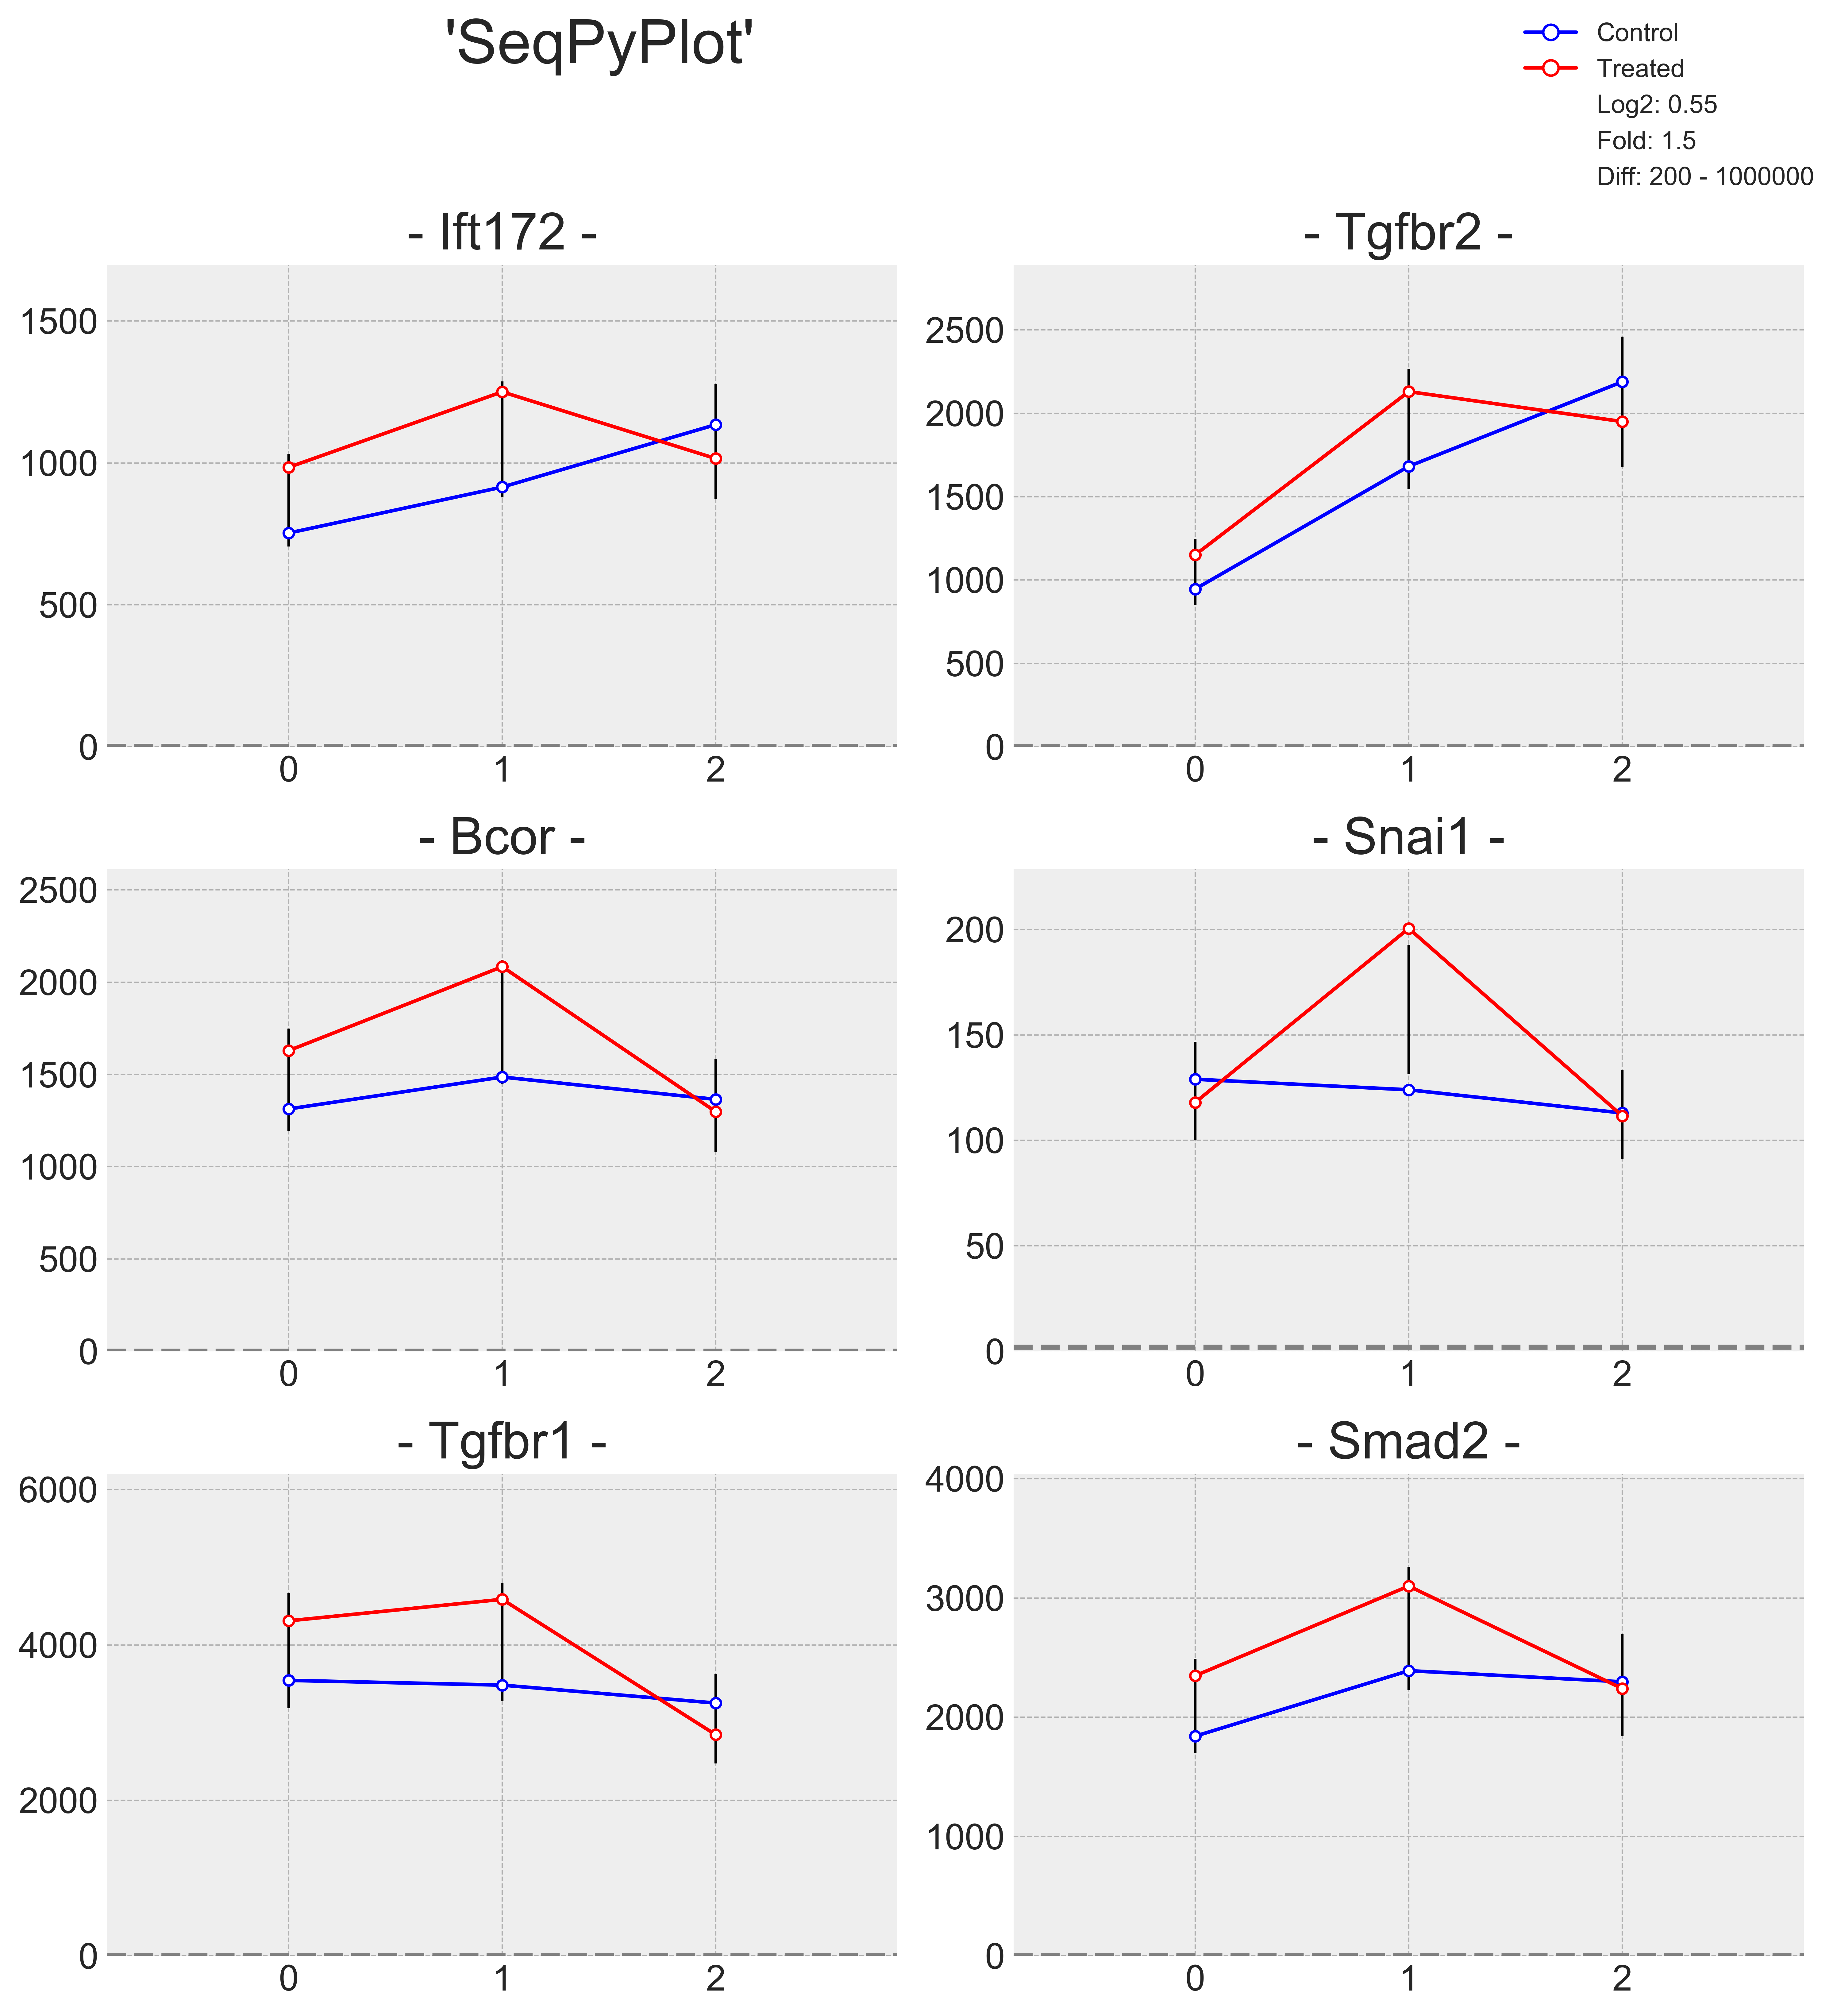 'SeqPyPlot'
Control
Treated
Log2: 0.55
Fold: 1.5
Diff: 200 - 1000000
- Ift172 -
1500
1000
500
0
0 1 2
- Tgfbr2 -
2500
2000
1500
1000
500
0
0 1 2
- Bcor -
2500
2000
1500
1000
500
0
0 1 2
- Snai1 -
200
150
100
50
0
0 1 2
- Tgfbr1 -
6000
4000
2000
0
0 1 2
- Smad2 -
4000
3000
2000
1000
0
0 1 2